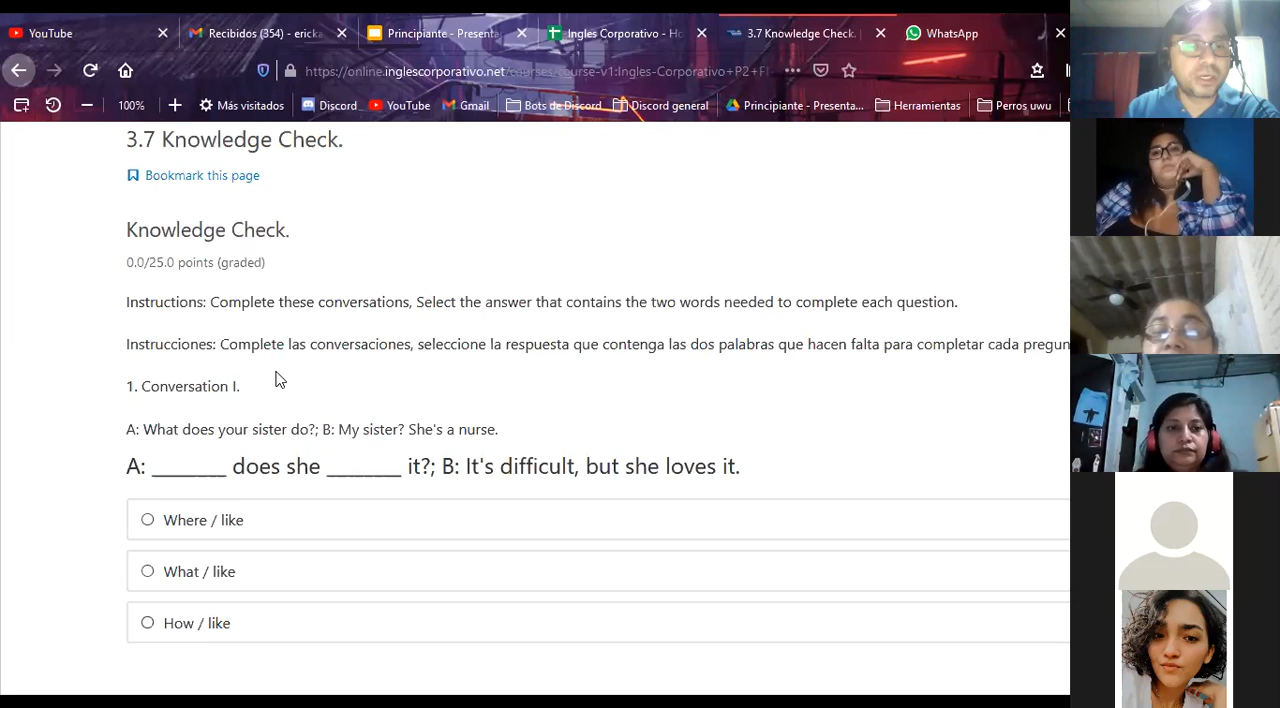 YouTube
Recibidos (354) - ericka
Principiante - Presenta
Ingles Corporativo - Ho
3.7 Knowledge Check. |
WhatsApp
https://online.inglescorporativo.net/courses/course-v1:Ingles-Corporativo+P2+FI
100%
Más visitados
Discord
YouTube
Gmail
Bots de Discord
Discord general
Principiante - Presenta...
Herramientas
Perros uwu
3.7 Knowledge Check.
Bookmark this page
Knowledge Check.
0.0/25.0 points (graded)
Instructions: Complete these conversations, Select the answer that contains the two words needed to complete each question.
Instrucciones: Complete las conversaciones, seleccione la respuesta que contenga las dos palabras que hacen falta para completar cada pregun
1. Conversation I.
A: What does your sister do?; B: My sister? She's a nurse.
A: ________ does she ________ it?; B: It's difficult, but she loves it.
Where / like
What / like
How / like